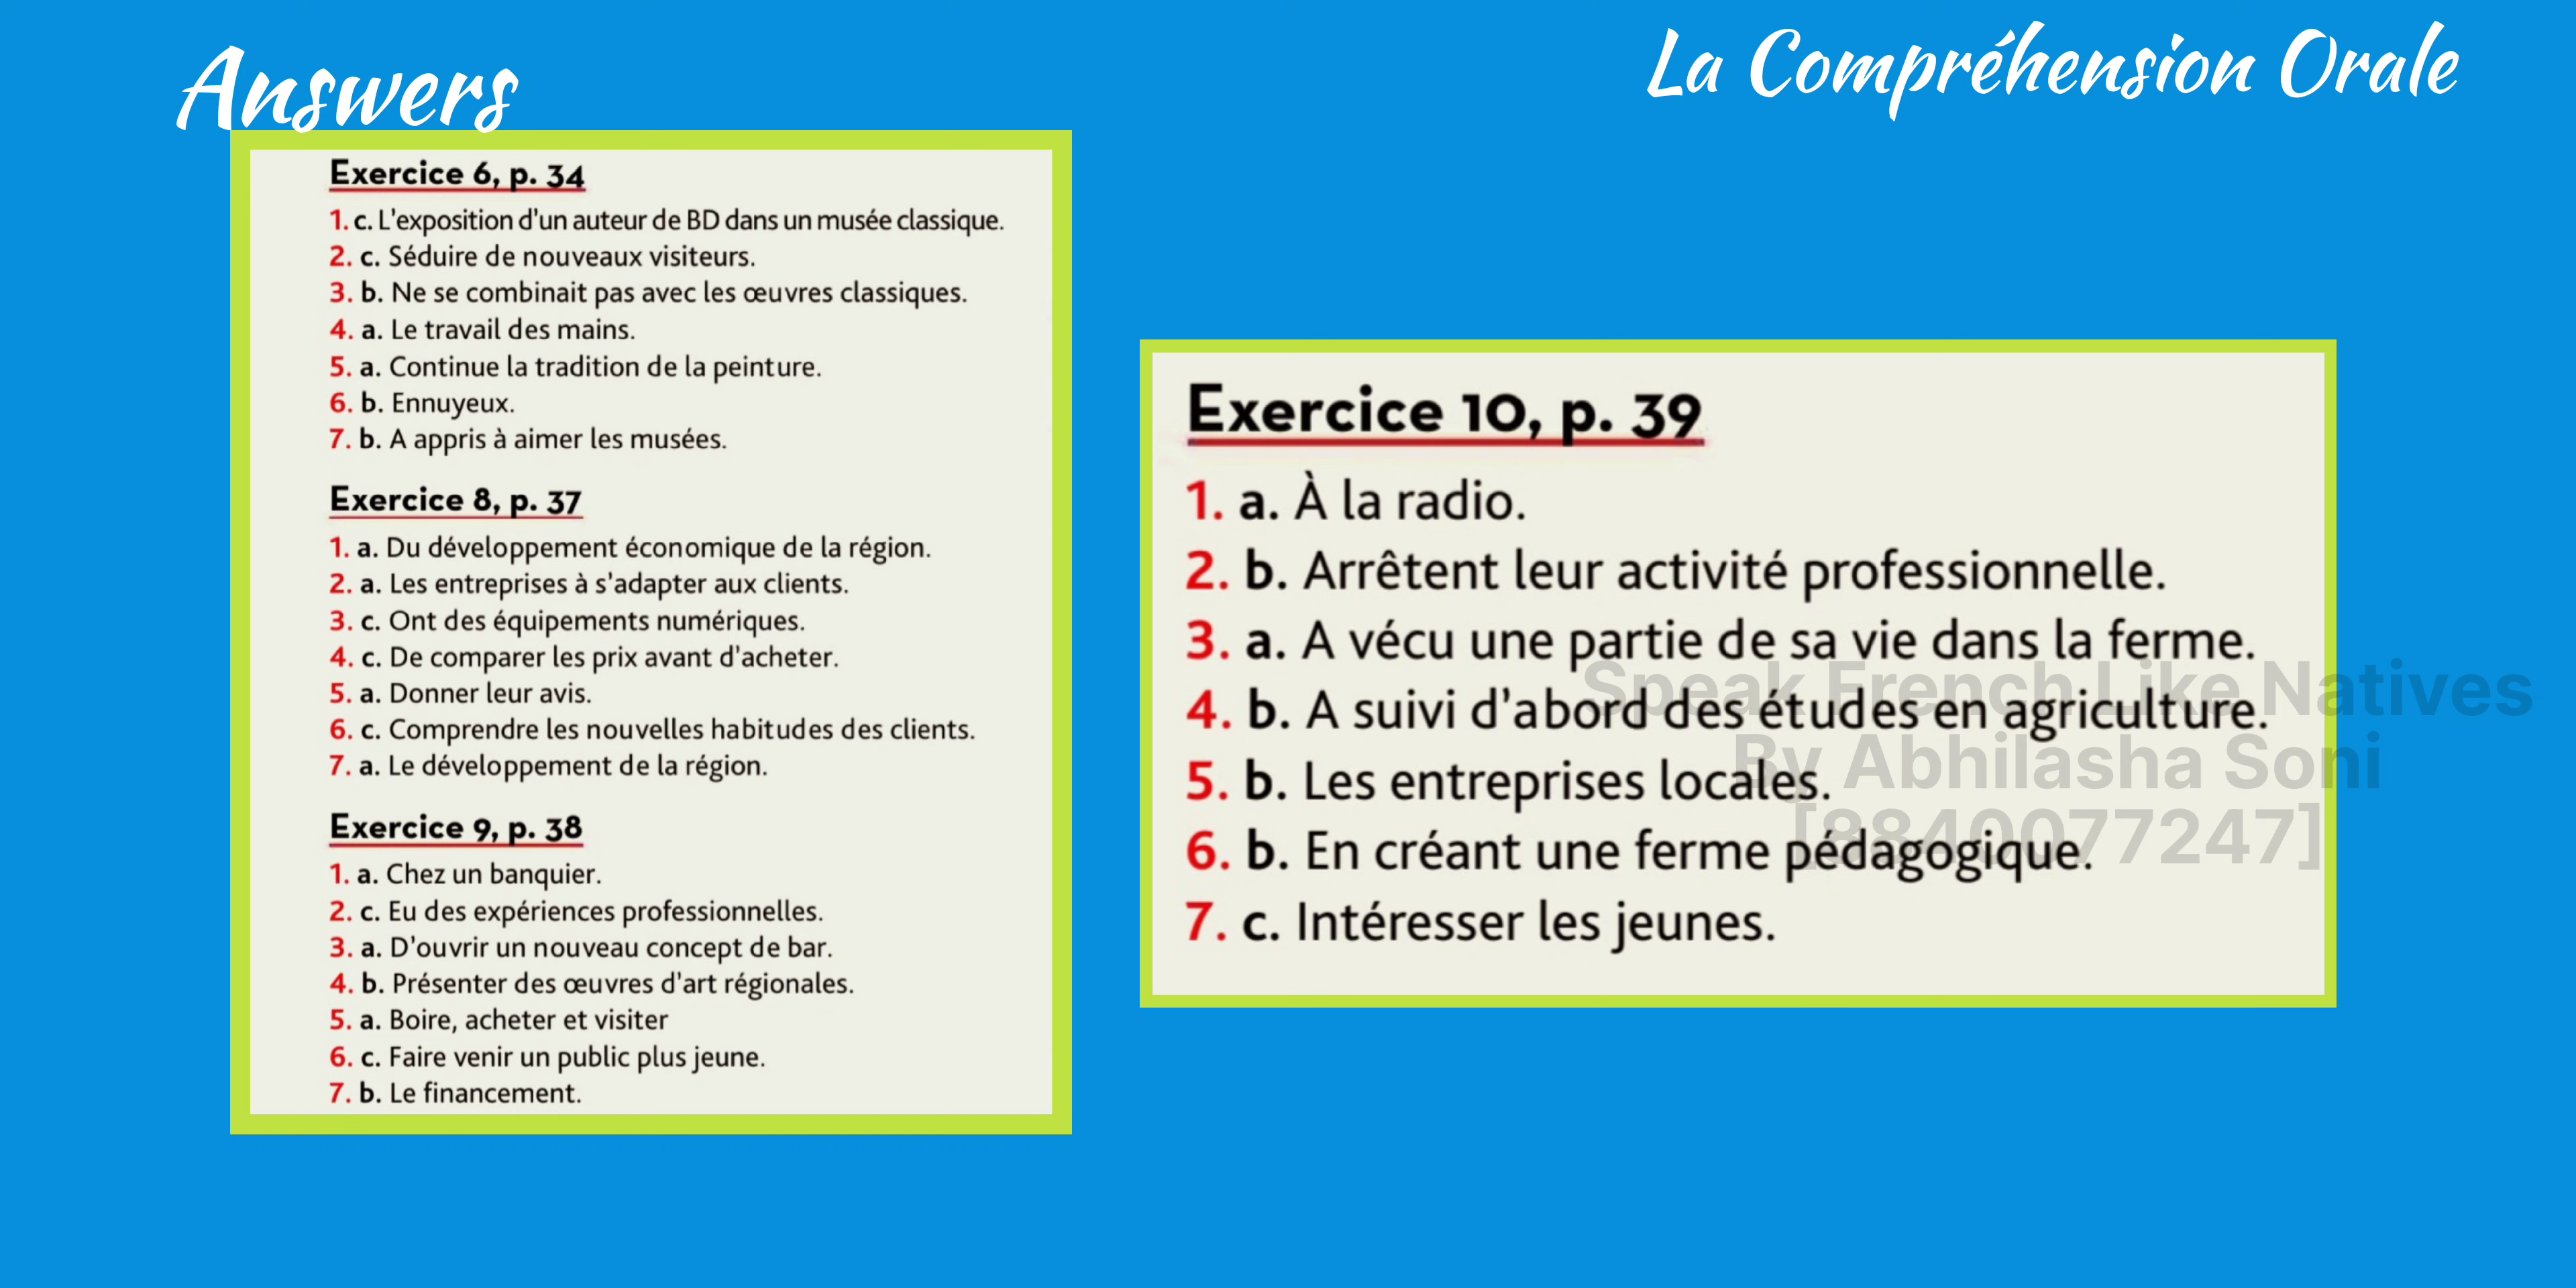 Answers
La Compréhension Orale
Exercice 6, p. 34
1. c. L'exposition d'un auteur de BD dans un musée classique.
2. c. Séduire de nouveaux visiteurs.
3. b. Ne se combinait pas avec les œuvres classiques.
4. a. Le travail des mains.
5. a. Continue la tradition de la peinture.
6. b. Ennuyeux.
7. b. A appris à aimer les musées.
Exercice 8, p. 37
1. a. Du développement économique de la région.
2. a. Les entreprises à s'adapter aux clients.
3. c. Ont des équipements numériques.
4. c. De comparer les prix avant d'acheter.
5. a. Donner leur avis.
6. c. Comprendre les nouvelles habitudes des clients.
7. a. Le développement de la région.
Exercice 9, p. 38
1. a. Chez un banquier.
2. c. Eu des expériences professionnelles.
3. a. D'ouvrir un nouveau concept de bar.
4. b. Présenter des œuvres d'art régionales.
5. a. Boire, acheter et visiter
6. c. Faire venir un public plus jeune.
7. b. Le financement.
Exercice 10, p. 39
1. a. À la radio.
2. b. Arrêtent leur activité professionnelle.
3. a. A vécu une partie de sa vie dans la ferme.
4. b. A suivi d'abord des études en agriculture.
5. b. Les entreprises locales.
6. b. En créant une ferme pédagogique.
7. c. Intéresser les jeunes.
Speak French Like Natives
By Abhilasha Soni
[8840077247]